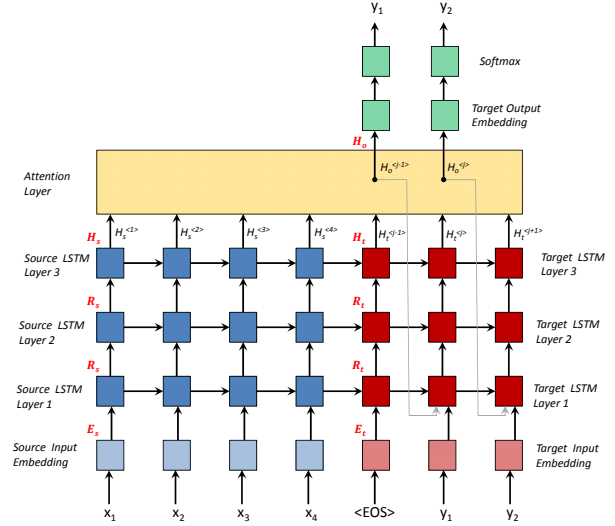 y1 y2
Softmax
Target Output
Embedding
Ho
Attention
Layer
Ho<j-1> Ho<j>
Hs Hs<1> Hs<2> Hs<3> Hs<4> Ht Ht<j-1> Ht<j> Ht<j+1>
Source LSTM
Layer 3
Target LSTM
Layer 3
Rs Rt
Source LSTM
Layer 2
Target LSTM
Layer 2
Rs Rt
Source LSTM
Layer 1
Target LSTM
Layer 1
Es Et
Source Input
Embedding
Target Input
Embedding
x1 x2 x3 x4 <EOS> y1 y2